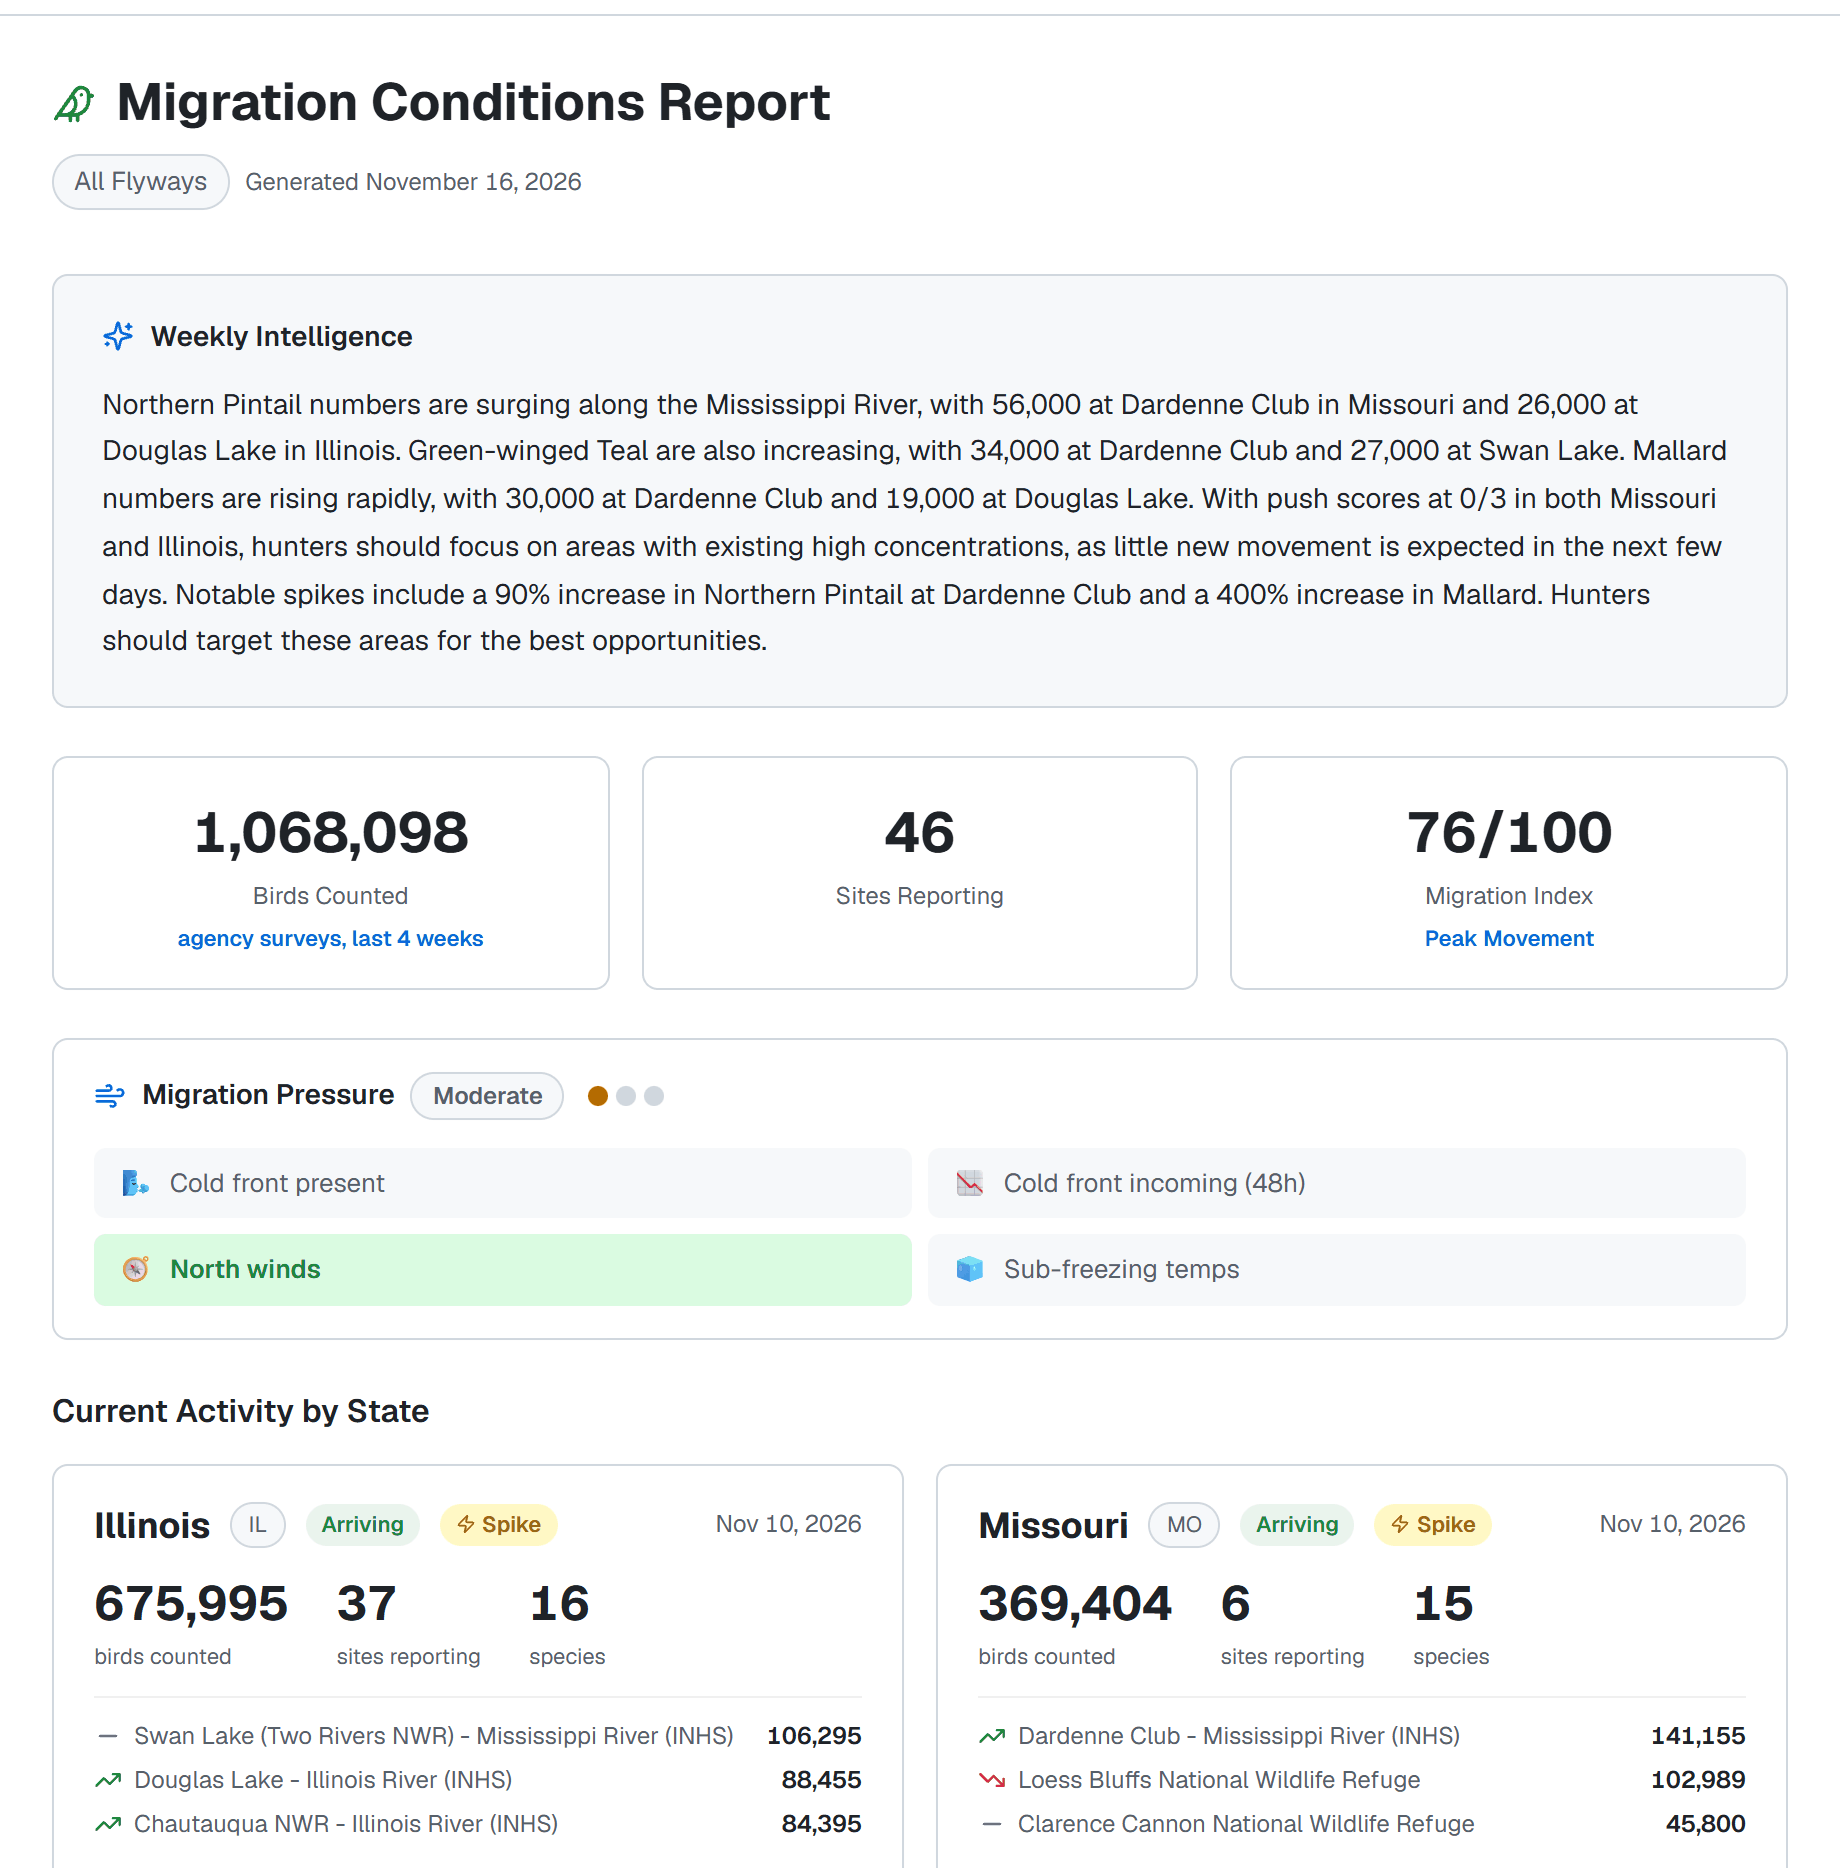 Migration Conditions Report
All Flyways Generated November 16, 2026
Weekly Intelligence
Northern Pintail numbers are surging along the Mississippi River, with 56,000 at Dardenne Club in Missouri and 26,000 at
Douglas Lake in Illinois. Green-winged Teal are also increasing, with 34,000 at Dardenne Club and 27,000 at Swan Lake. Mallard
numbers are rising rapidly, with 30,000 at Dardenne Club and 19,000 at Douglas Lake. With push scores at 0/3 in both Missouri
and Illinois, hunters should focus on areas with existing high concentrations, as little new movement is expected in the next few
days. Notable spikes include a 90% increase in Northern Pintail at Dardenne Club and a 400% increase in Mallard. Hunters
should target these areas for the best opportunities.
1,068,098
Birds Counted
agency surveys, last 4 weeks
46
Sites Reporting
76/100
Migration Index
Peak Movement
Migration Pressure Moderate
Cold front present
Cold front incoming (48h)
North winds
Sub-freezing temps
Current Activity by State
Illinois IL Arriving Spike Nov 10, 2026
675,995 37 16
birds counted sites reporting species
Swan Lake (Two Rivers NWR) - Mississippi River (INHS) 106,295
Douglas Lake - Illinois River (INHS) 88,455
Chautauqua NWR - Illinois River (INHS) 84,395
Missouri MO Arriving Spike Nov 10, 2026
369,404 6 15
birds counted sites reporting species
Dardenne Club - Mississippi River (INHS) 141,155
Loess Bluffs National Wildlife Refuge 102,989
Clarence Cannon National Wildlife Refuge 45,800